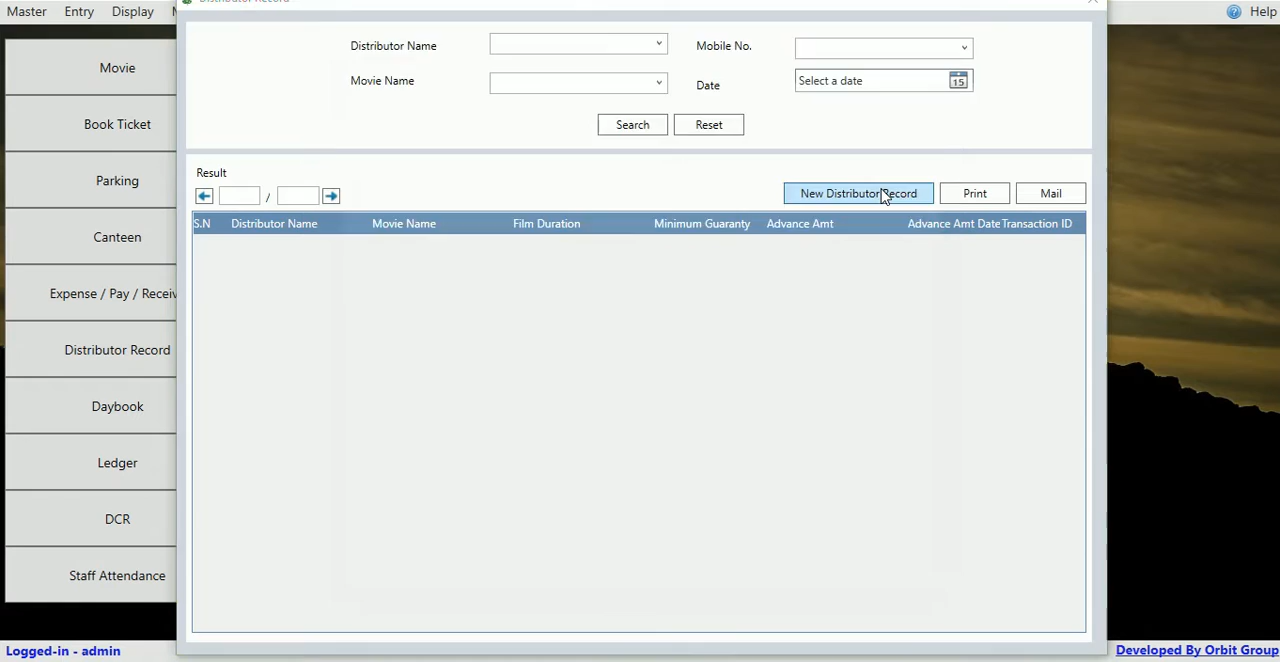 Master Entry Display
Distributor Record
Help
Movie
Book Ticket
Parking
Canteen
Expense / Pay / Receiv
Distributor Record
Daybook
Ledger
DCR
Staff Attendance
Distributor Name
Mobile No.
Movie Name
Date
Select a date
15
Search
Reset
Result
/
New Distributor Record
Print
Mail
S.N Distributor Name Movie Name Film Duration Minimum Guaranty Advance Amt Advance Amt Date Transaction ID
Logged-in - admin
Developed By Orbit Group